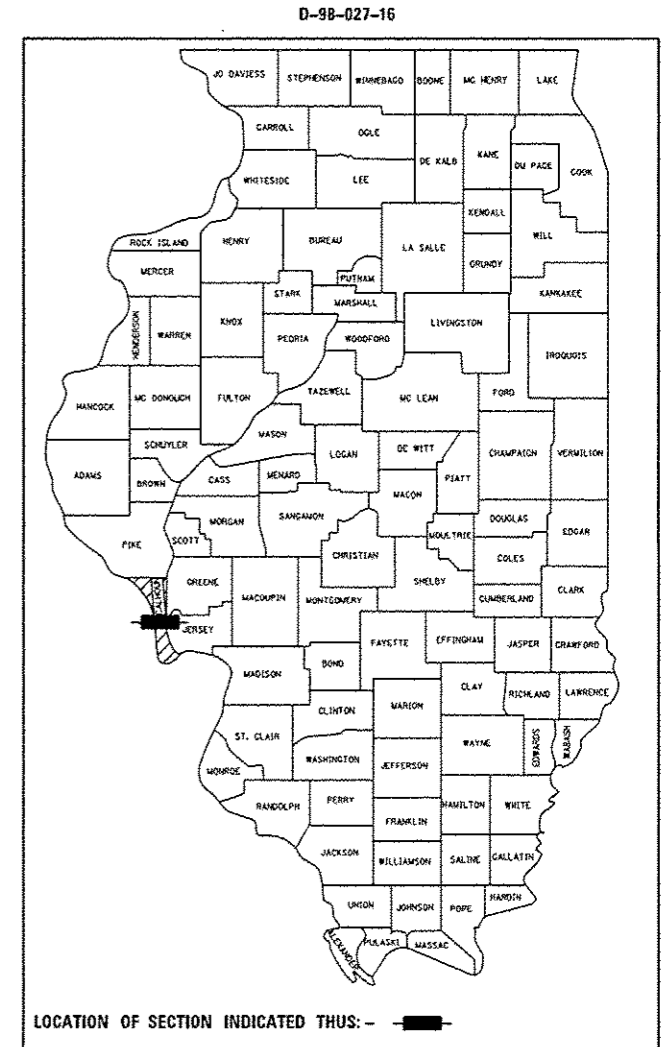 D-98-027-16
JO DAVIESS STEPHENSON WINNEBAGO BOONE MC HENRY LAKE
CARROLL OGLE DE KALB KANE DU PAGE COOK
WHITESIDE LEE
KENDALL WILL
ROCK ISLAND HENRY BUREAU LA SALLE GRUNDY
MERCER PUTNAM KANKAKEE
STARK MARSHALL LIVINGSTON
HENDERSON WARREN KNOX PEORIA WOODFORD IROQUOIS
HANCOCK MC DONOUGH FULTON TAZEWELL MC LEAN FORD
MASON
SCHUYLER LOGAN DE WITT CHAMPAIGN VERMILION
ADAMS BROWN CASS MENARD PIATT
MACON
MORGAN SANGAMON DOUGLAS EDGAR
PIKE SCOTT CHRISTIAN MOULTRIE COLES
GREENE MACOUPIN MONTGOMERY SHELBY CUMBERLAND CLARK
CALHOUN JERSEY
FAYETTE EFFINGHAM JASPER CRAWFORD
BOND
MADISON CLAY RICHLAND LAWRENCE
CLINTON MARION
ST. CLAIR WAYNE EDWARDS WABASH
WASHINGTON JEFFERSON
MONROE
RANDOLPH PERRY HAMILTON WHITE
FRANKLIN
JACKSON WILLIAMSON SALINE GALLATIN
UNION JOHNSON POPE HARDIN
ALEXANDER PULASKI MASSAC
LOCATION OF SECTION INDICATED THUS: -